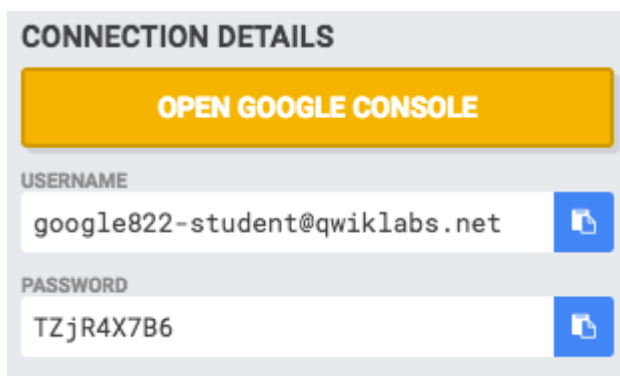 CONNECTION DETAILS
OPEN GOOGLE CONSOLE
USERNAME
google822-student@qwiklabs.net
PASSWORD
TZjR4X7B6